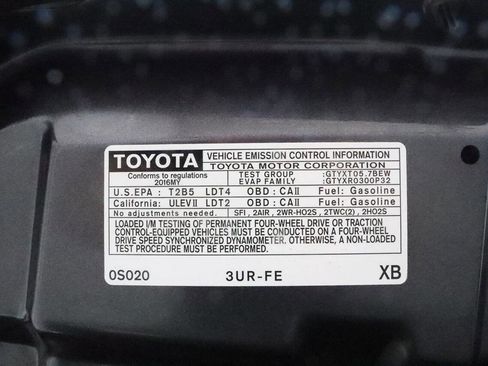 TOYOTA VEHICLE EMISSION CONTROL INFORMATION
TOYOTA MOTOR CORPORATION
Conforms to regulations TEST GROUP :GTYXT05.7BEW
2016MY EVAP FAMILY :GTYXR0300P32
U.S.EPA : T2B5 LDT4 OBD : CAII Fuel: Gasoline
California: ULEVII LDT2 OBD : CAII Fuel: Gasoline
No adjustments needed. SFI , 2AIR , 2WR-HO2S , 2TWC(2) , 2HO2S
LOADED I/M TESTING OF PERMANENT FOUR-WHEEL DRIVE OR TRACTION
CONTROL-EQUIPPED VEHICLES MUST BE CONDUCTED ON A FOUR-WHEEL
DRIVE SPEED SYNCHRONIZED DYNAMOMETER. OTHERWISE, A NON-LOADED
TEST PROCEDURE MUST BE PERFORMED.
0S020 3UR-FE XB